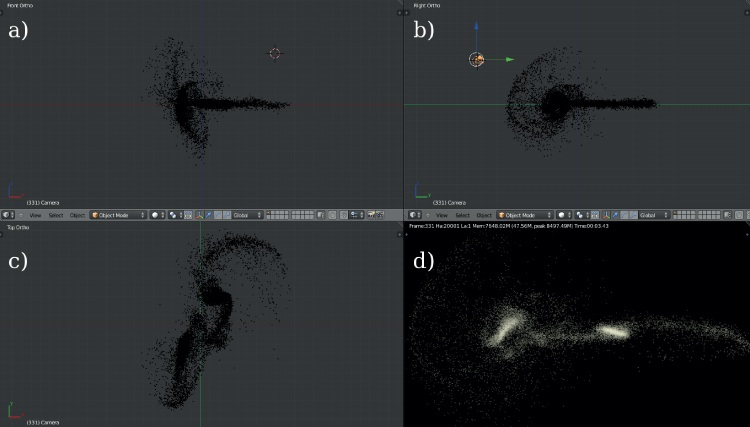 Front Ortho
a)
(331) Camera
View Select Object Object Mode Global
Right Ortho
b)
(331) Camera
View Select Object Object Mode Global
Top Ortho
c)
(331) Camera
Frame:331 Ha:20001 La:1 Mem:7648.02M (47.56M, peak 8497.49M) Time:00:03.43
d)